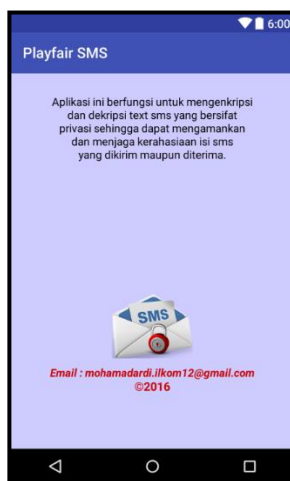 6:00
Playfair SMS
Aplikasi ini berfungsi untuk mengenkripsi
dan dekripsi text sms yang bersifat
privasi sehingga dapat mengamankan
dan menjaga kerahasiaan isi sms
yang dikirim maupun diterima.
SMS
Email : mohamadardi.ilkom12@gmail.com
©2016